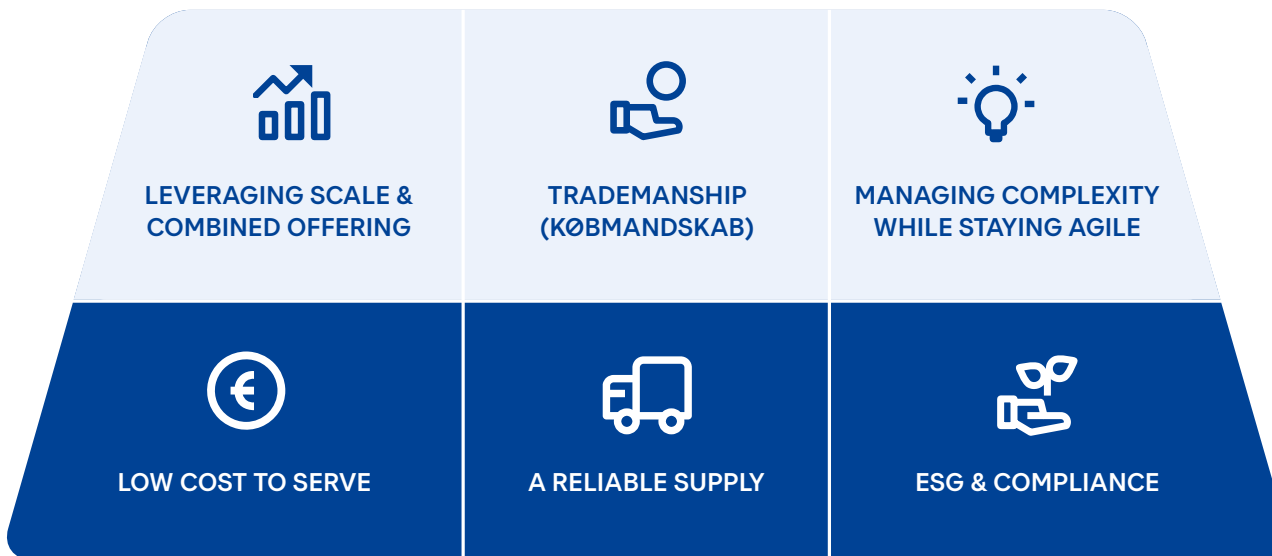 LEVERAGING SCALE &
COMBINED OFFERING
TRADEMANSHIP
(KØBMANDSKAB)
MANAGING COMPLEXITY
WHILE STAYING AGILE
LOW COST TO SERVE
A RELIABLE SUPPLY
ESG & COMPLIANCE